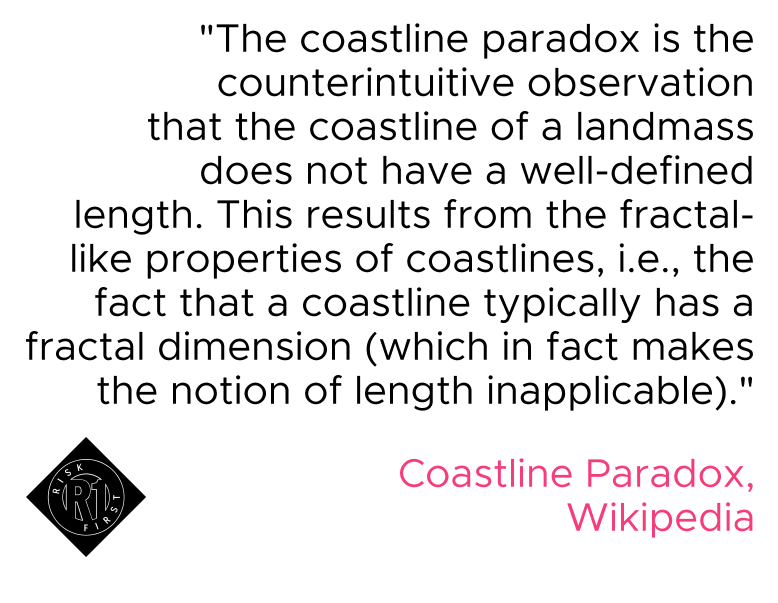 "The coastline paradox is the
counterintuitive observation
that the coastline of a landmass
does not have a well-defined
length. This results from the fractal-
like properties of coastlines, i.e., the
fact that a coastline typically has a
fractal dimension (which in fact makes
the notion of length inapplicable)."
Coastline Paradox,
Wikipedia
RISK
R1
FIRST